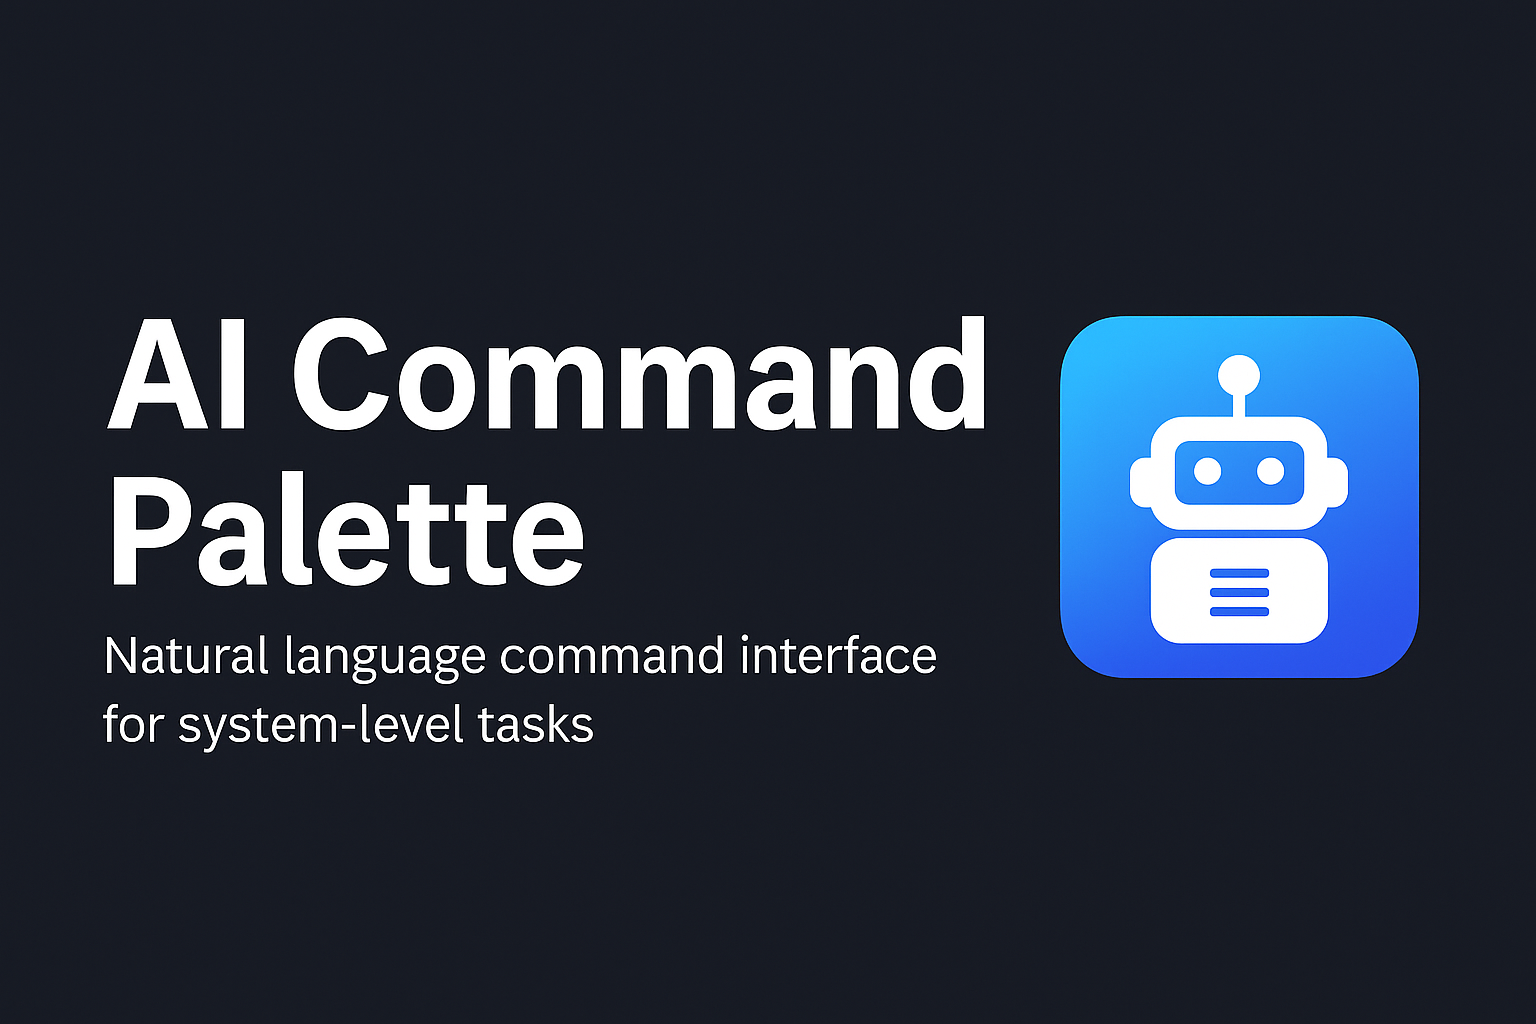 AI Command
Palette
Natural language command interface
for system-level tasks